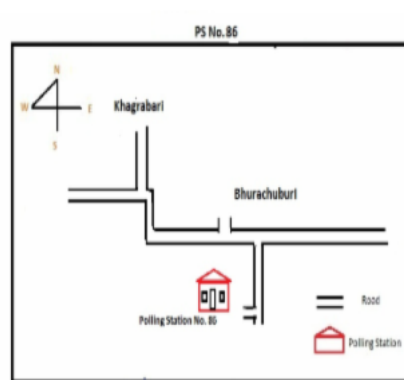 PS No. 86
N
Khagrabari
W E
S
Bhurachuburi
Polling Station No. 86
Road
Polling Station